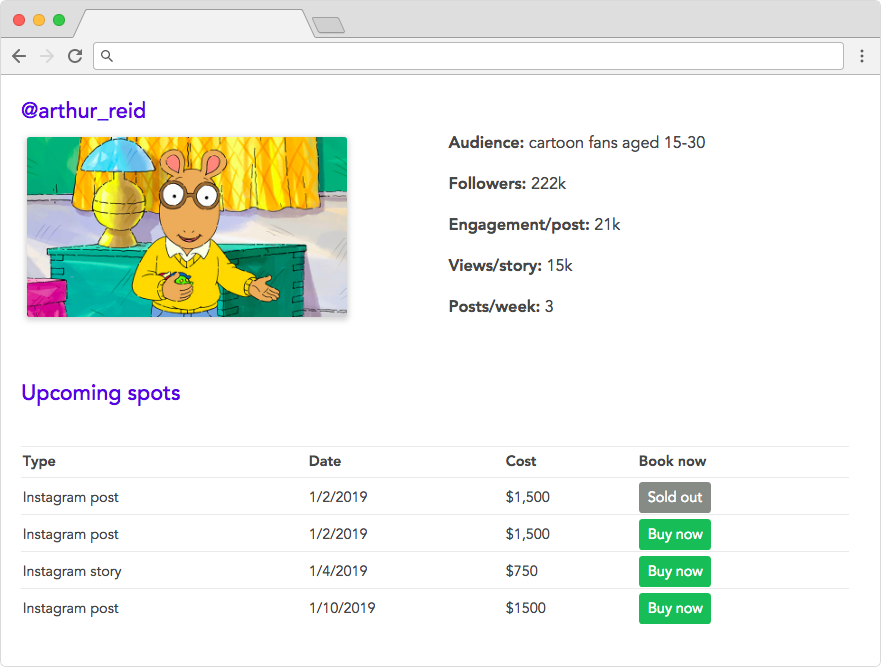 @arthur_reid
Audience: cartoon fans aged 15-30
Followers: 222k
Engagement/post: 21k
Views/story: 15k
Posts/week: 3
Upcoming spots
Type Date Cost Book now
Instagram post 1/2/2019 $1,500 Sold out
Instagram post 1/2/2019 $1,500 Buy now
Instagram story 1/4/2019 $750 Buy now
Instagram post 1/10/2019 $1500 Buy now